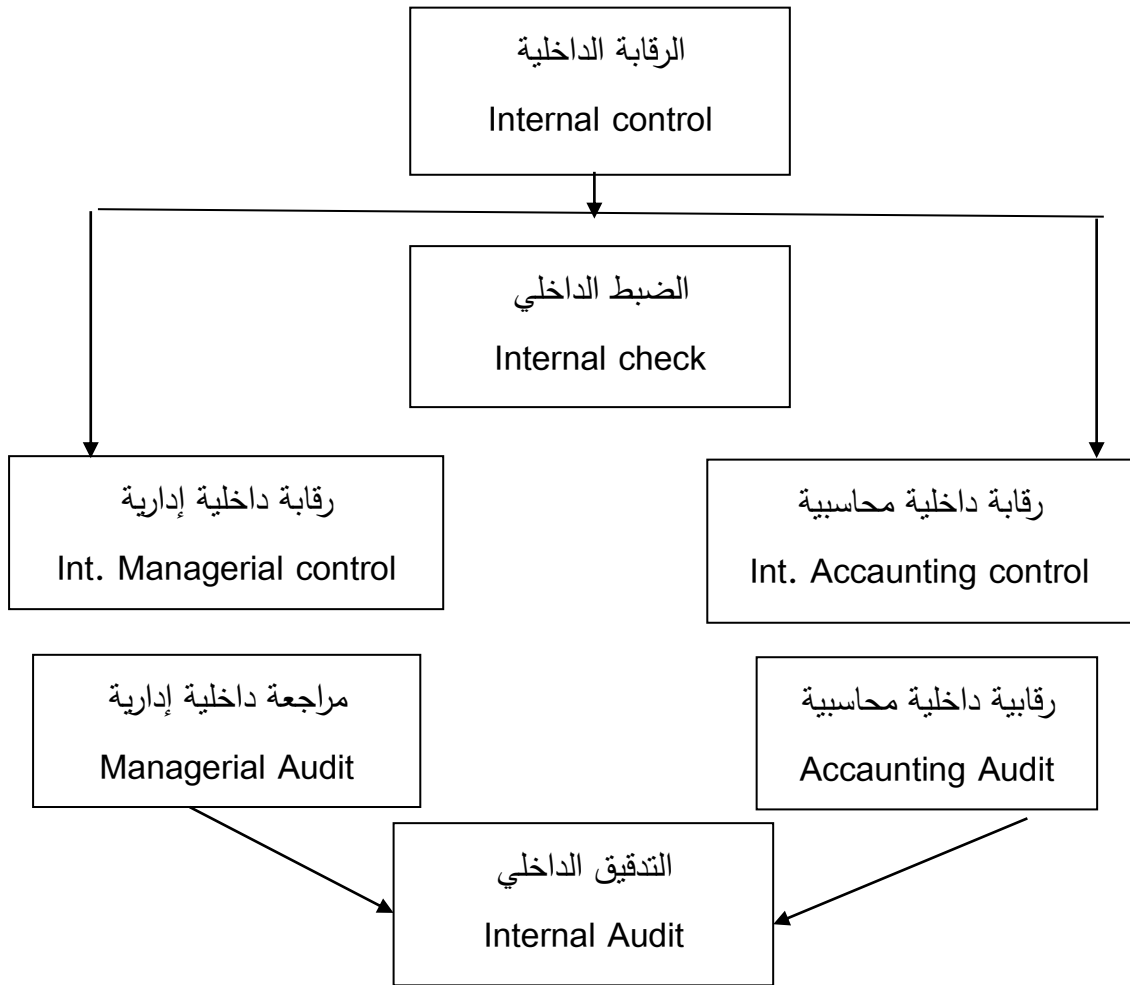 الرقابة الداخلية
Internal control
الضبط الداخلي
Internal check
رقابة داخلية محاسبية
Int. Accaunting control
رقابة داخلية إدارية
Int. Managerial control
رقابية داخلية محاسبية
Accaunting Audit
مراجعة داخلية إدارية
Managerial Audit
التدقيق الداخلي
Internal Audit